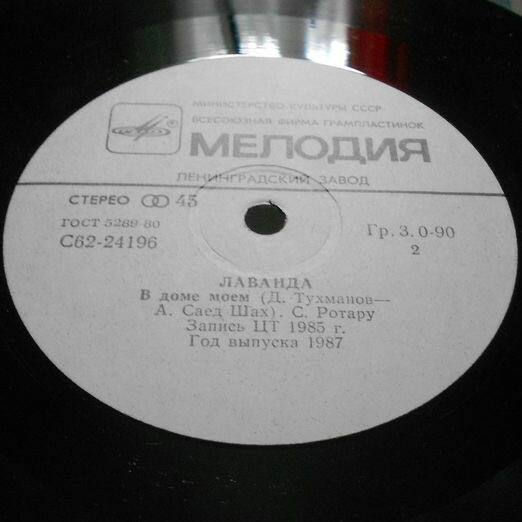 МИНИСТЕРСТВО КУЛЬТУРЫ СССР
ВСЕСОЮЗНАЯ ФИРМА ГРАМПЛАСТИНОК
МЕЛОДИЯ
ЛЕНИНГРАДСКИЙ ЗАВОД
СТЕРЕО 45
ГОСТ 5289-80
С62-24196
Гр. 3. 0-90
2
ЛАВАНДА
В доме моем (Д. Тухманов—
А. Саед Шах). С. Ротару
Запись ЦТ 1985 г.
Год выпуска 1987